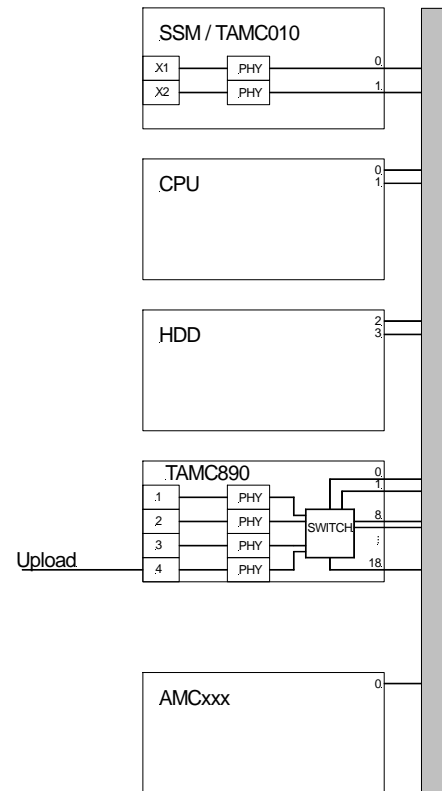 SSM / TAMC010
X1 PHY 0
X2 PHY 1
CPU
0
1
HDD
2
3
TAMC890
0
1 PHY 1
2 PHY SWITCH 8
3 PHY ...
Upload 4 PHY 18
AMCxxx
0